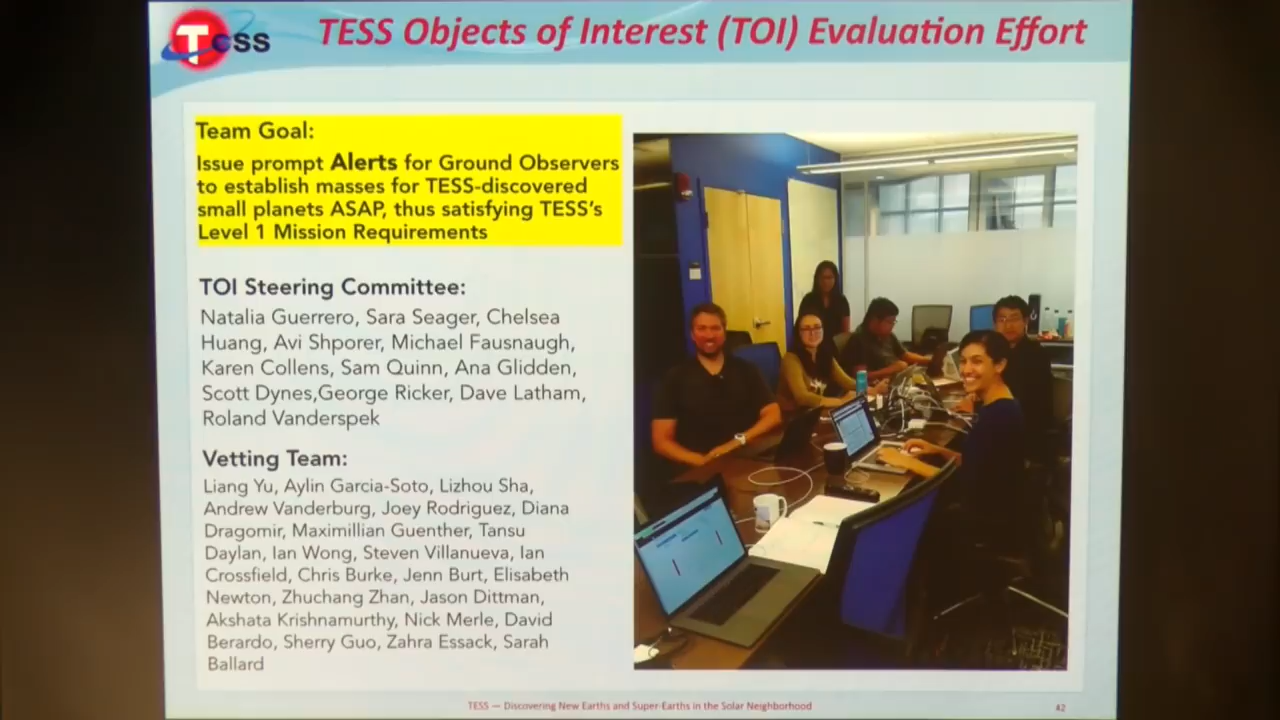 Tess
TESS Objects of Interest (TOI) Evaluation Effort
Team Goal:
Issue prompt Alerts for Ground Observers
to establish masses for TESS-discovered
small planets ASAP, thus satisfying TESS's
Level 1 Mission Requirements
TOI Steering Committee:
Natalia Guerrero, Sara Seager, Chelsea
Huang, Avi Shporer, Michael Fausnaugh,
Karen Collens, Sam Quinn, Ana Glidden,
Scott Dynes,George Ricker, Dave Latham,
Roland Vanderspek
Vetting Team:
Liang Yu, Aylin Garcia-Soto, Lizhou Sha,
Andrew Vanderburg, Joey Rodriguez, Diana
Dragomir, Maximillian Guenther, Tansu
Daylan, Ian Wong, Steven Villanueva, Ian
Crossfield, Chris Burke, Jenn Burt, Elisabeth
Newton, Zhuchang Zhan, Jason Dittman,
Akshata Krishnamurthy, Nick Merle, David
Berardo, Sherry Guo, Zahra Essack, Sarah
Ballard
TESS — Discovering New Earths and Super-Earths in the Solar Neighborhood
42